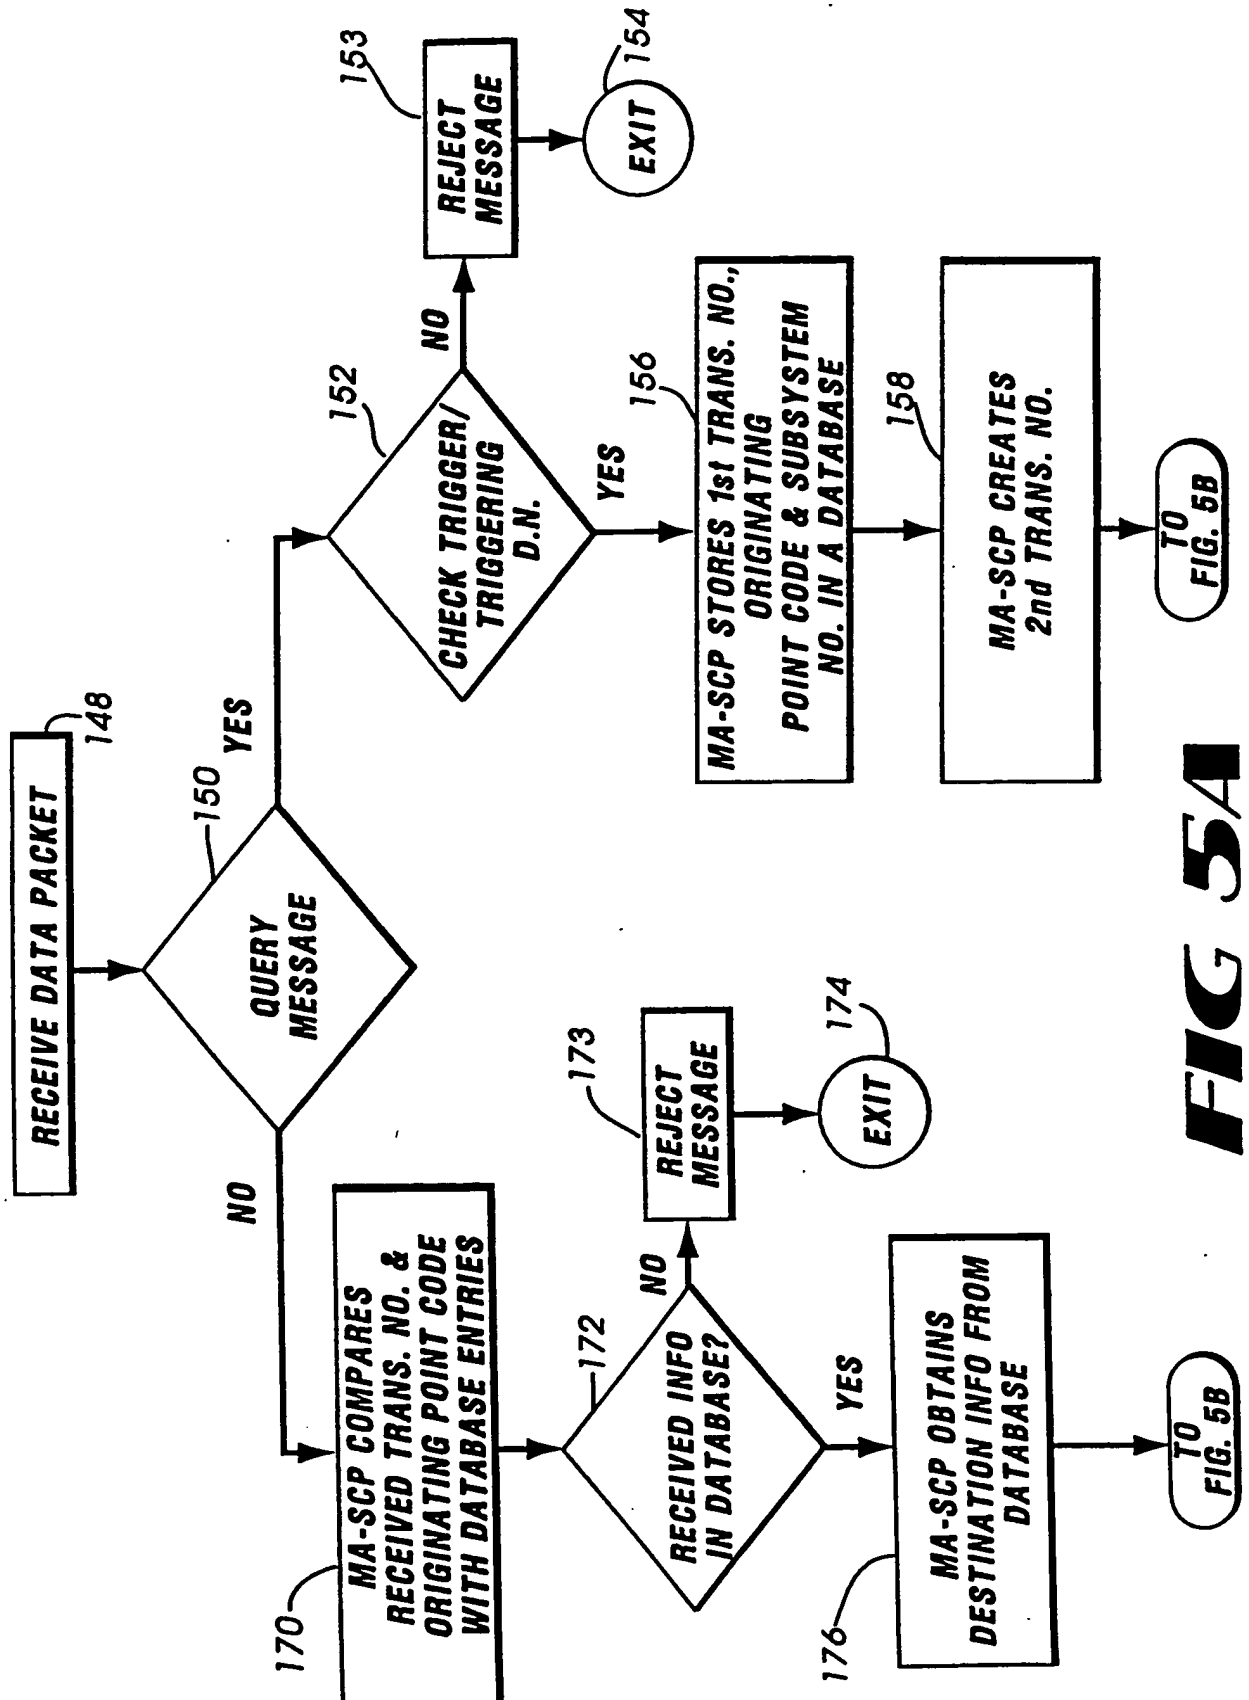 RECEIVE DATA PACKET
148
QUERY
MESSAGE
150
YES
NO
CHECK TRIGGER/
TRIGGERING
D.N.
152
NO
REJECT
MESSAGE
153
EXIT
154
YES
MA-SCP STORES 1st TRANS. NO.,
ORIGINATING
POINT CODE & SUBSYSTEM
NO. IN A DATABASE
156
MA-SCP CREATES
2nd TRANS. NO.
158
TO
FIG. 5B
MA-SCP COMPARES
RECEIVED TRANS. NO. &
ORIGINATING POINT CODE
WITH DATABASE ENTRIES
170
RECEIVED INFO
IN DATABASE?
172
NO
REJECT
MESSAGE
173
EXIT
174
YES
MA-SCP OBTAINS
DESTINATION INFO FROM
DATABASE
176
TO
FIG. 5B
FIG 5A